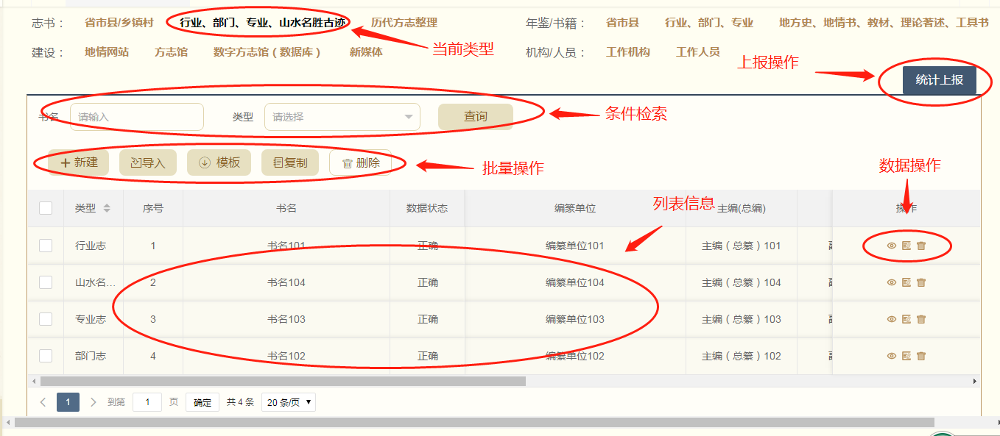 志书： 省市县/乡镇村 行业、部门、专业、山水名胜古迹 历代方志整理 年鉴/书籍： 省市县 行业、部门、专业 地方史、地情书、教材、理论著述、工具书
当前类型
建设： 地情网站 方志馆 数字方志馆（数据库） 新媒体 机构/人员： 工作机构 工作人员
上报操作
统计上报
书名 请输入 类型 请选择 查询 条件检索
新建 导入 模板 复制 删除 批量操作
数据操作
列表信息
类型 序号 书名 数据状态 编纂单位 主编(总编) 操作
行业志 1 书名101 正确 编纂单位101 主编（总纂）101
山水名... 2 书名104 正确 编纂单位104 主编（总纂）104
专业志 3 书名103 正确 编纂单位103 主编（总纂）103
部门志 4 书名102 正确 编纂单位102 主编（总纂）102
1 到第 1 页 确定 共 4 条 20 条/页